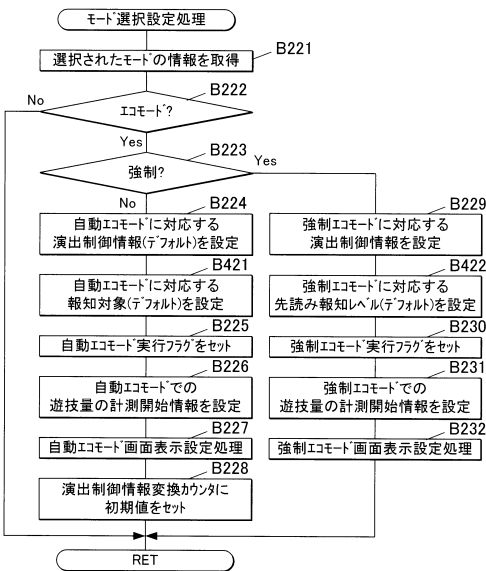 モード選択設定処理
B221
選択されたモードの情報を取得
B222
No
エコモード?
Yes
B223
強制?
Yes
No
B224
自動エコモードに対応する
演出制御情報(デフォルト)を設定
B421
自動エコモードに対応する
報知対象(デフォルト)を設定
B225
自動エコモード実行フラグをセット
B226
自動エコモードでの
遊技量の計測開始情報を設定
B227
自動エコモード画面表示設定処理
B228
演出制御情報変換カウンタに
初期値をセット
B229
強制エコモードに対応する
演出制御情報を設定
B422
強制エコモードに対応する
先読み報知レベル(デフォルト)を設定
B230
強制エコモード実行フラグをセット
B231
強制エコモードでの
遊技量の計測開始情報を設定
B232
強制エコモード画面表示設定処理
RET